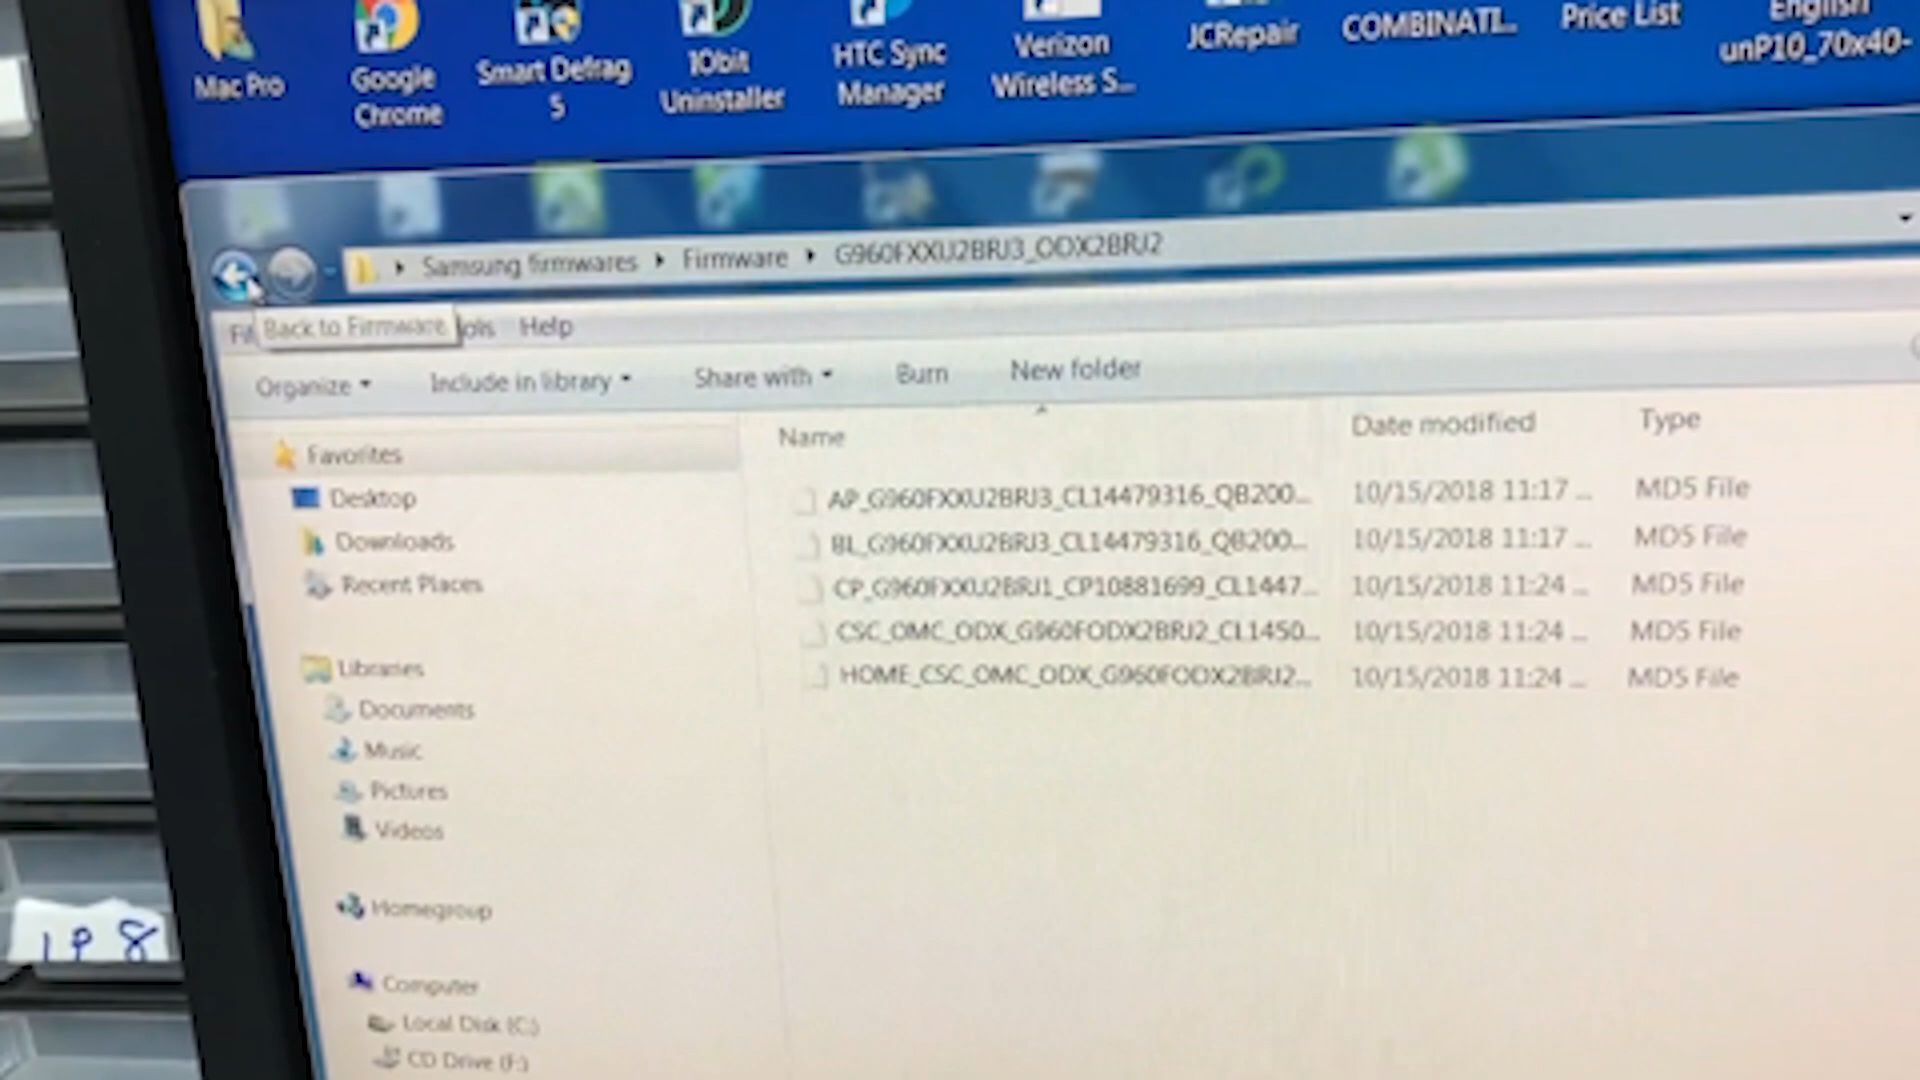 Mac Pro
Google
Chrome
Smart Defrag
5
IObit
Uninstaller
HTC Sync
Manager
Verizon
Wireless S...
JCRepair
COMBINATI...
Price List
English
unP10_70x40-
Samsung firmwares
Firmware
G960FXXU2BRJ3_ODX2BRJ2
Back to Firmware
ols
Help
Organize
Include in library
Share with
Burn
New folder
Name
Date modified
Type
Favorites
Desktop
Downloads
Recent Places
Libraries
Documents
Music
Pictures
Videos
Homegroup
Computer
Local Disk (C:)
CD Drive (F:)
AP_G960FXXU2BRJ3_CL14479316_QB200... 10/15/2018 11:17 ... MD5 File
BL_G960FXXU2BRJ3_CL14479316_QB200... 10/15/2018 11:17 ... MD5 File
CP_G960FXXU2BRJ1_CP10881699_CL1447... 10/15/2018 11:24 ... MD5 File
CSC_OMC_ODX_G960FODX2BRJ2_CL1450... 10/15/2018 11:24 ... MD5 File
HOME_CSC_OMC_ODX_G960FODX2BRJ2... 10/15/2018 11:24 ... MD5 File